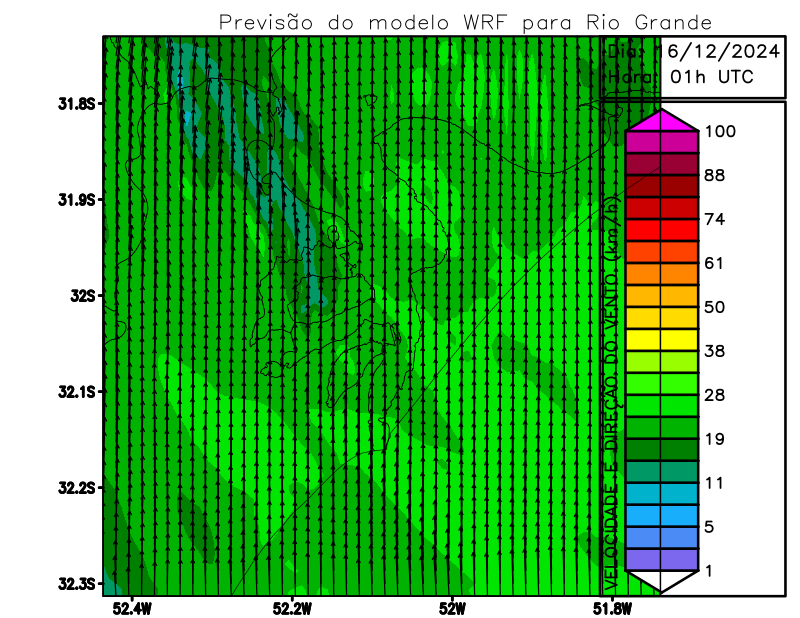 Previsão do modelo WRF para Rio Grande
Dia: 16/12/2024
Hora: 01h UTC
31.8S
31.9S
32S
32.1S
32.2S
32.3S
52.4W
52.2W
52W
51.8W
VELOCIDADE E DIREÇÃO DO VENTO (km/h)
100
88
74
61
50
38
28
19
11
5
1